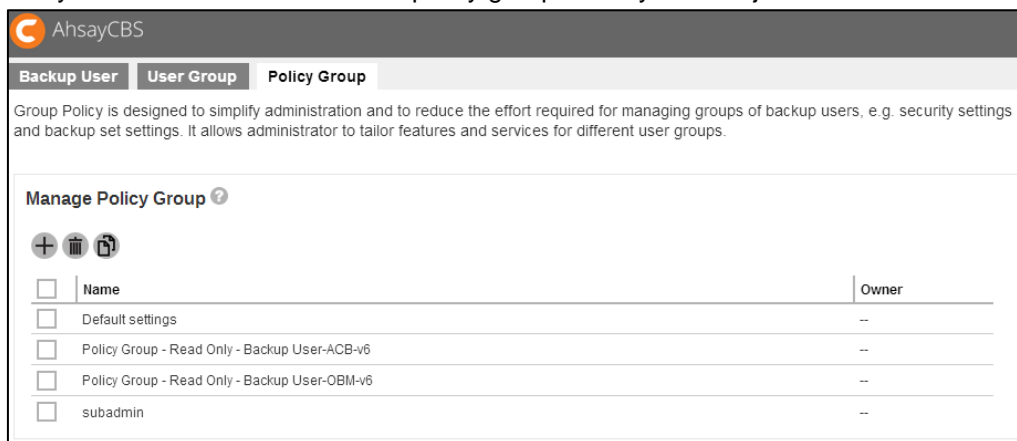 AhsayCBS
Backup User User Group Policy Group
Group Policy is designed to simplify administration and to reduce the effort required for managing groups of backup users, e.g. security settings
and backup set settings. It allows administrator to tailor features and services for different user groups.
Manage Policy Group ?
Name Owner
Default settings --
Policy Group - Read Only - Backup User-ACB-v6 --
Policy Group - Read Only - Backup User-OBM-v6 --
subadmin --